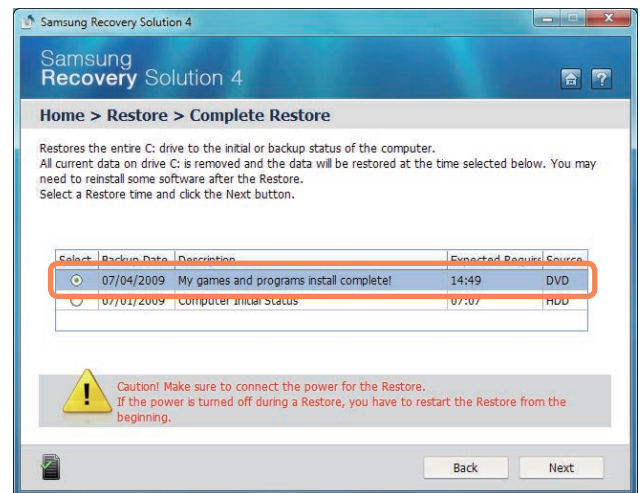 Samsung Recovery Solution 4
Samsung
Recovery Solution 4
Home > Restore > Complete Restore
Restores the entire C: drive to the initial or backup status of the computer.
All current data on drive C: is removed and the data will be restored at the time selected below. You may
need to reinstall some software after the Restore.
Select a Restore time and click the Next button.
Select Backup Date Description Expected Require Source
07/04/2009 My games and programs install complete! 14:49 DVD
07/01/2009 Computer Initial Status 07:07 HDD
Caution! Make sure to connect the power for the Restore.
If the power is turned off during a Restore, you have to restart the Restore from the
beginning.
Back Next